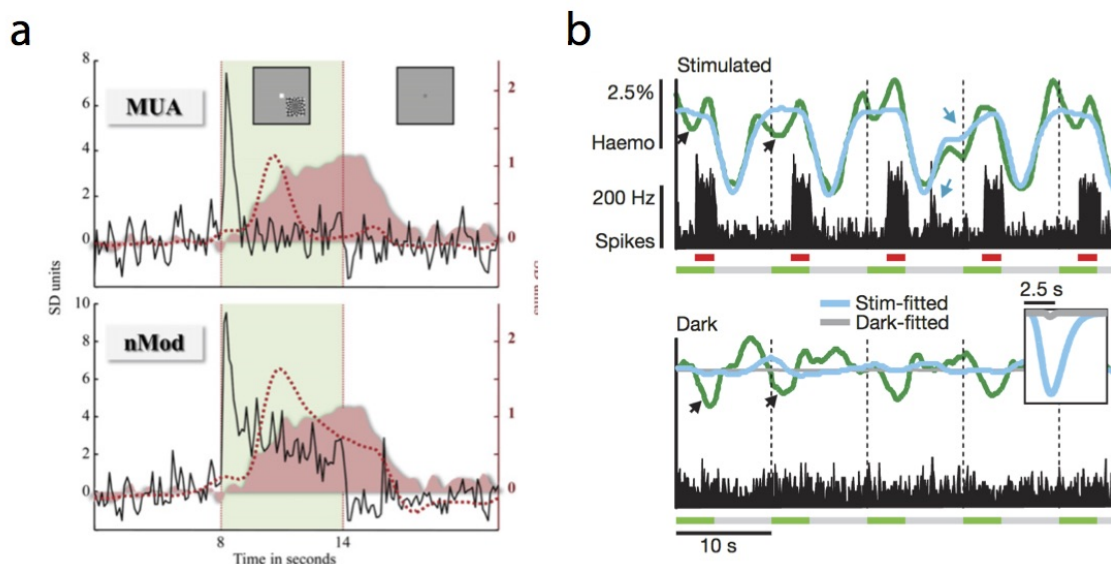 a
8
6
4
2
0
MUA
2
1
0
SD units
10
8
6
4
2
0
nMod
2
1
0
8
14
Time in seconds
b
Stimulated
2.5%
Haemo
200 Hz
Spikes
Stim-fitted
Dark-fitted
2.5 s
Dark
10 s